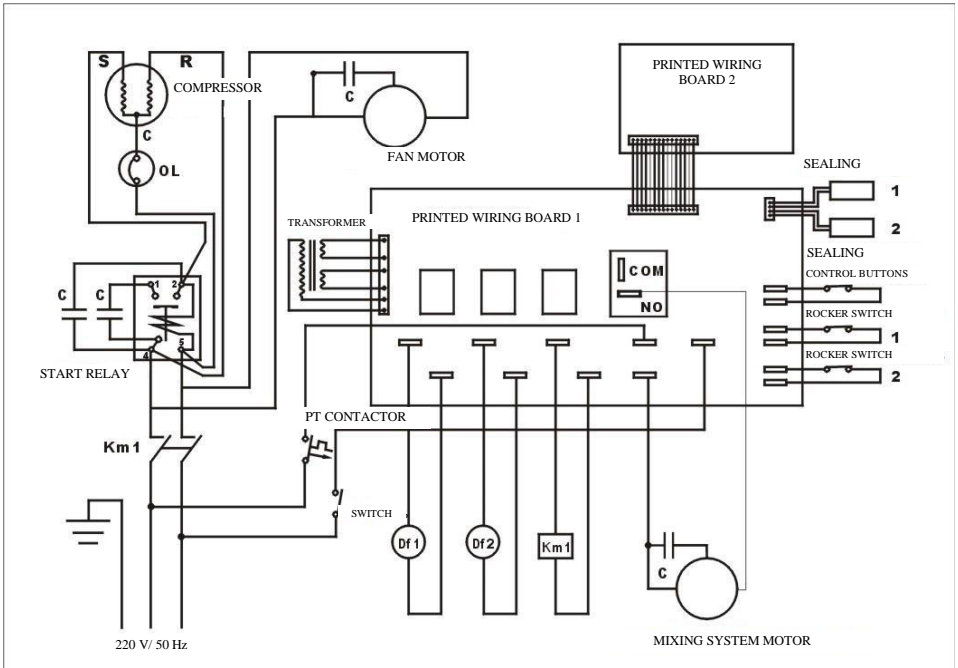 S
R
COMPRESSOR
C
OL
C
FAN MOTOR
PRINTED WIRING
BOARD 2
SEALING
1
2
SEALING
TRANSFORMER
PRINTED WIRING BOARD 1
COM
NO
CONTROL BUTTONS
ROCKER SWITCH
1
ROCKER SWITCH
2
C
C
1
2
4
5
START RELAY
PT CONTACTOR
Km1
SWITCH
Df1
Df2
Km1
C
MIXING SYSTEM MOTOR
220 V/ 50 Hz